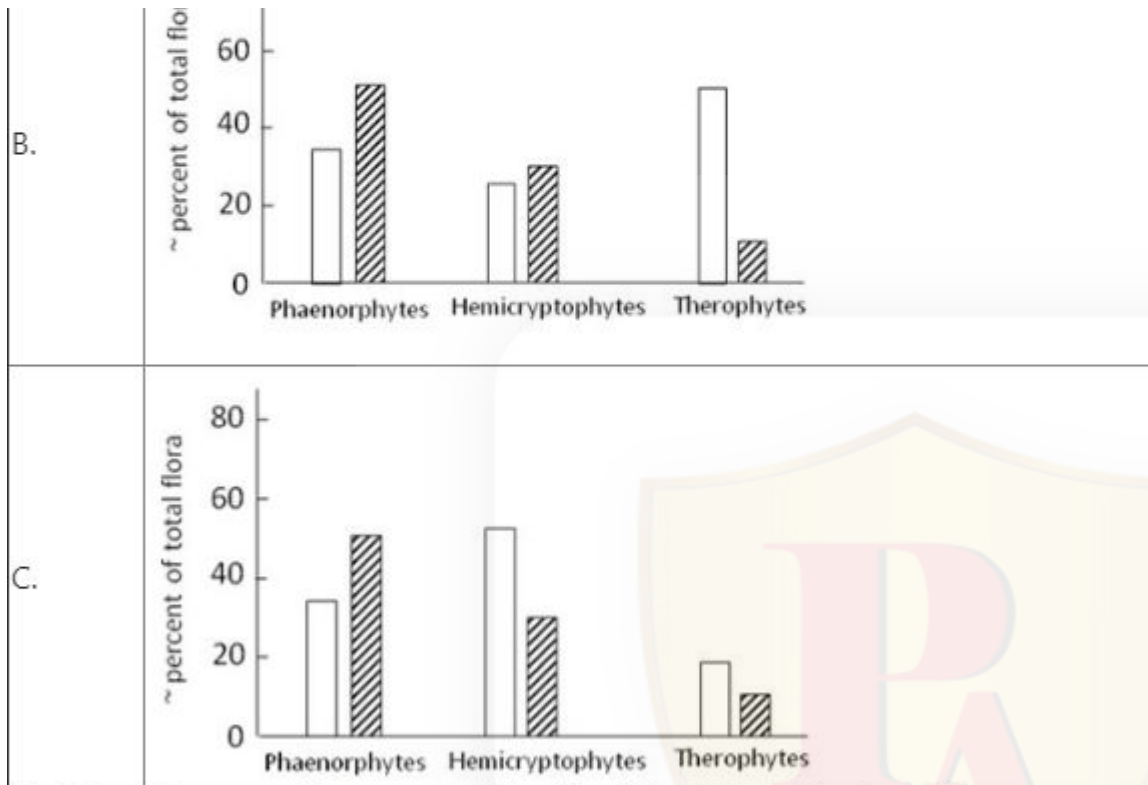 B.
~ percent of total flo
60
40
20
0
Phaenorphytes Hemicryptophytes Therophytes
C.
~ percent of total flora
80
60
40
20
0
Phaenorphytes Hemicryptophytes Therophytes